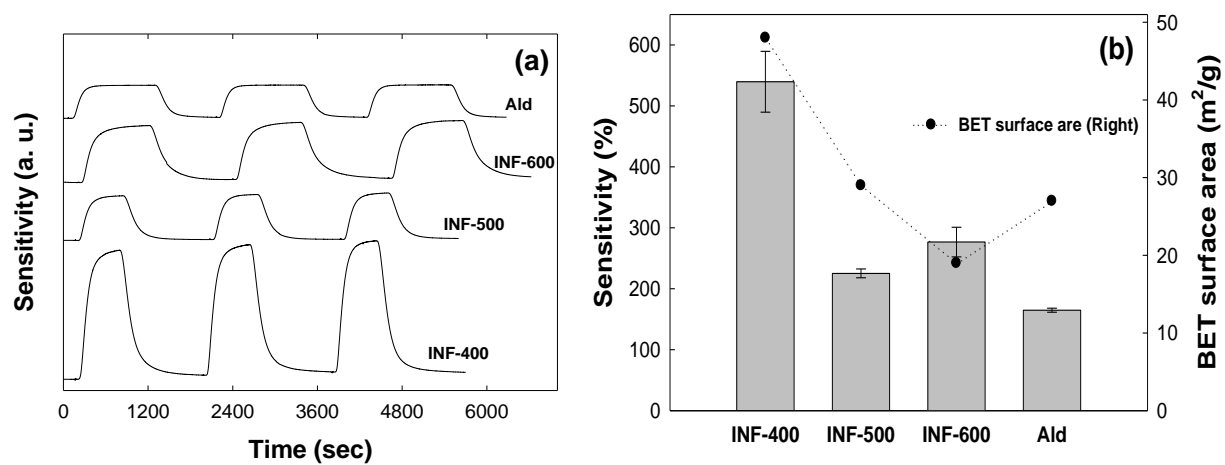 (a)
Ald
INF-600
INF-500
INF-400
Sensitivity (a. u.)
0 1200 2400 3600 4800 6000
Time (sec)
(b)
BET surface are (Right)
Sensitivity (%)
600
500
400
300
200
100
0
50
40
30
20
10
0
BET surface area (m²/g)
INF-400 INF-500 INF-600 Ald